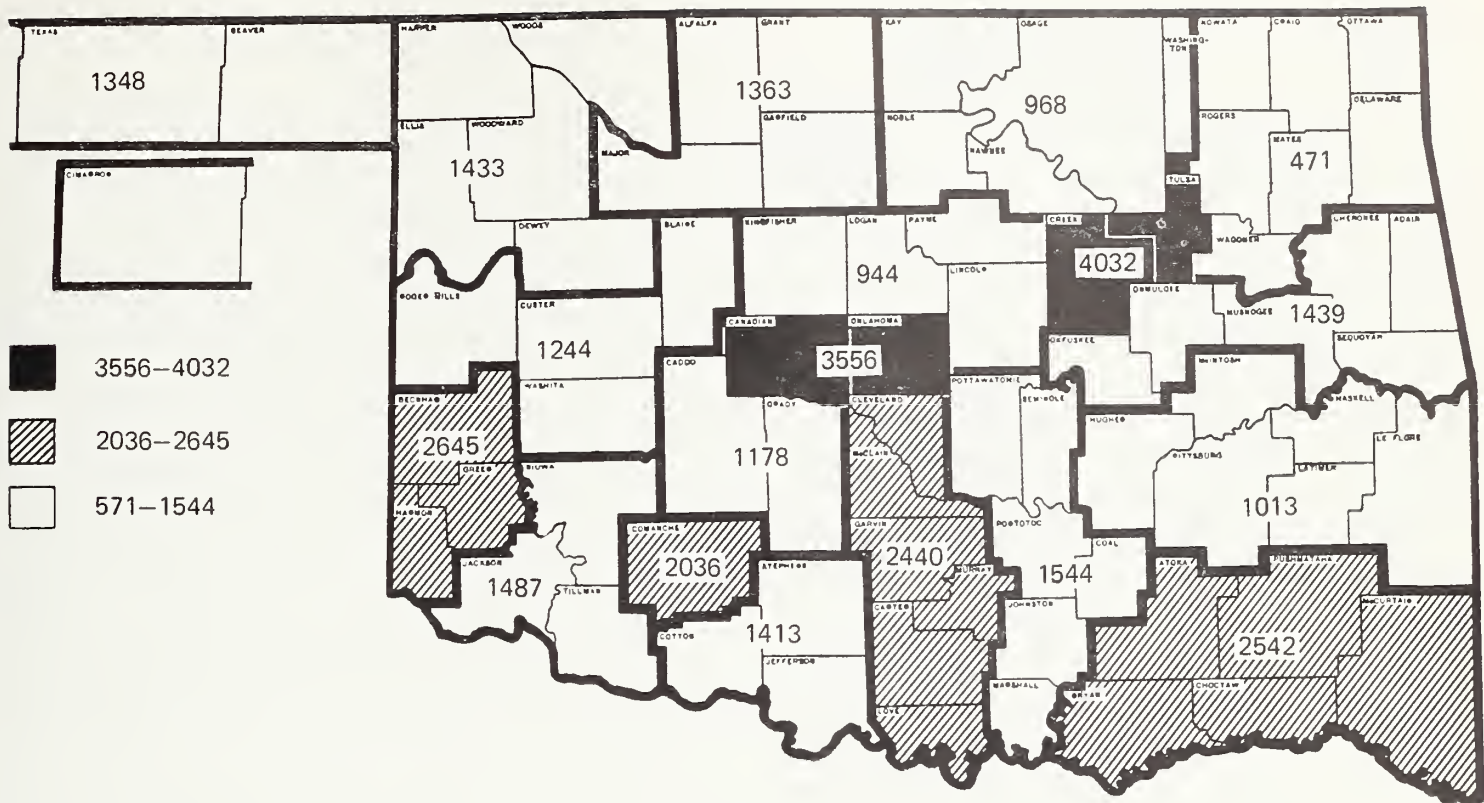 TEXAS
BEAVER
HARPER
WOODS
ALFALFA
GRANT
KAY
OSAGE
WASHING-
TON
NOWATA
CRAIG
OTTAWA
1348
1363
968
DELAWARE
ELLIS
WOODWARD
GARFIELD
NOBLE
ROGERS
MAJOR
PAWNEE
MAYES
1433
471
CIMARRON
TULSA
DEWEY
BLAINE
KINGFISHER
LOGAN
PAYNE
CREEK
WAGONER
CHEROKEE
ADAIR
944
LINCOLN
4032
ROGER MILLS
CUSTER
OKMULGEE
MUSKOGEE
1439
CANADIAN
OKLAHOMA
SEQUOYAH
1244
CADDO
3556
OKFUSKEE
McINTOSH
3556–4032
WASHITA
POTTAWATOMIE
SEMINOLE
BECKHAM
GRADY
CLEVELAND
HUGHES
HASKELL
2036–2645
2645
McCLAIN
LE FLORE
GREER
KIOWA
1178
PITTSBURG
LATIMER
571–1544
HARMON
1013
COMANCHE
GARVIN
PONTOTOC
JACKSON
2036
STEPHENS
2440
COAL
ATOKA
PUSHMATAHA
1487
MURRAY
1544
TILLMAN
CARTER
JOHNSTON
McCURTAIN
COTTON
1413
2542
JEFFERSON
MARSHALL
BRYAN
CHOCTAW
LOVE